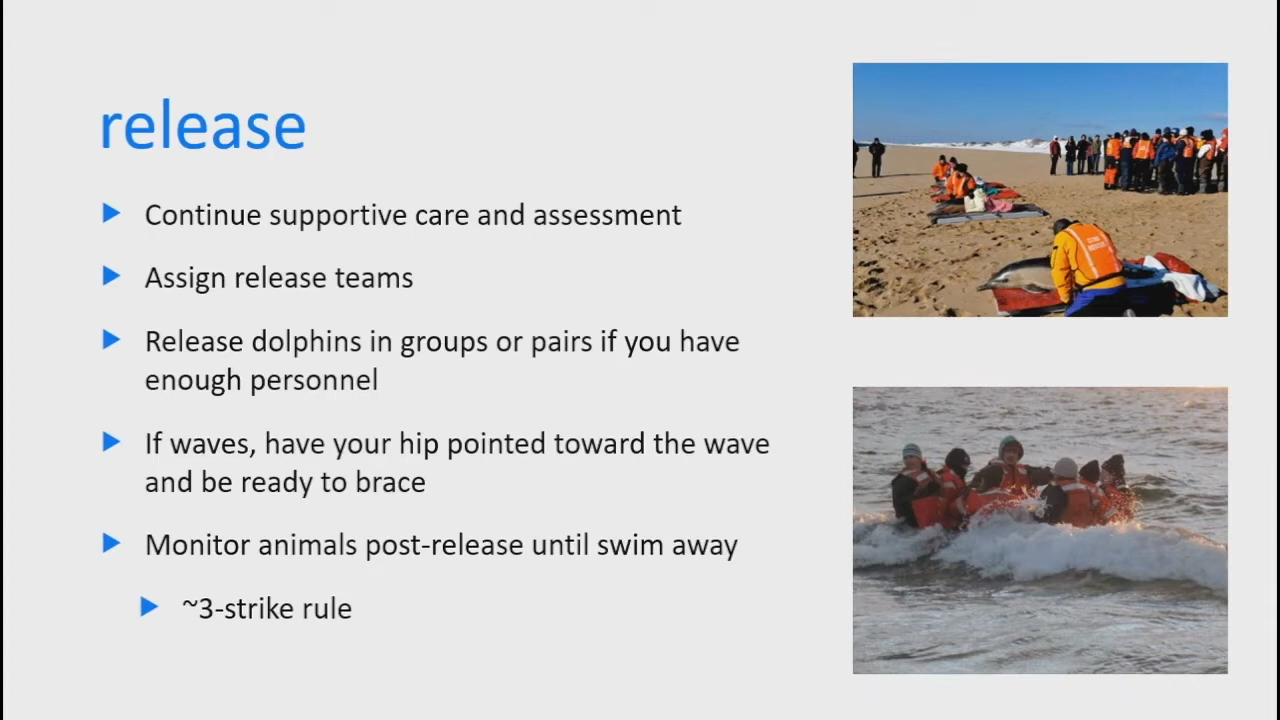 release
Continue supportive care and assessment
Assign release teams
Release dolphins in groups or pairs if you have
enough personnel
If waves, have your hip pointed toward the wave
and be ready to brace
Monitor animals post-release until swim away
~3-strike rule